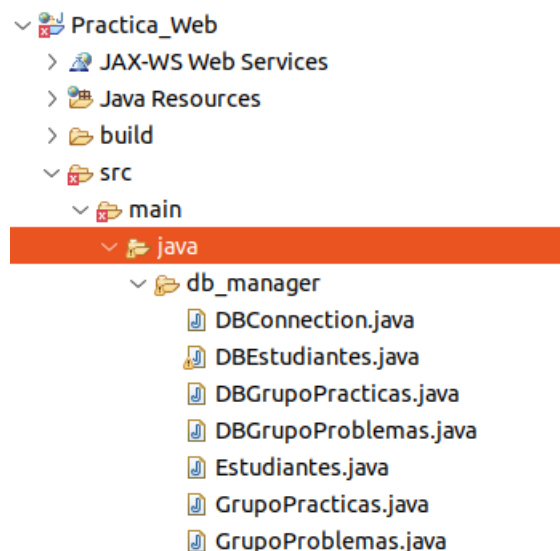 Practica_Web
JAX-WS Web Services
Java Resources
build
src
main
java
db_manager
DBConnection.java
DBEstudiantes.java
DBGrupoPracticas.java
DBGrupoProblemas.java
Estudiantes.java
GrupoPracticas.java
GrupoProblemas.java